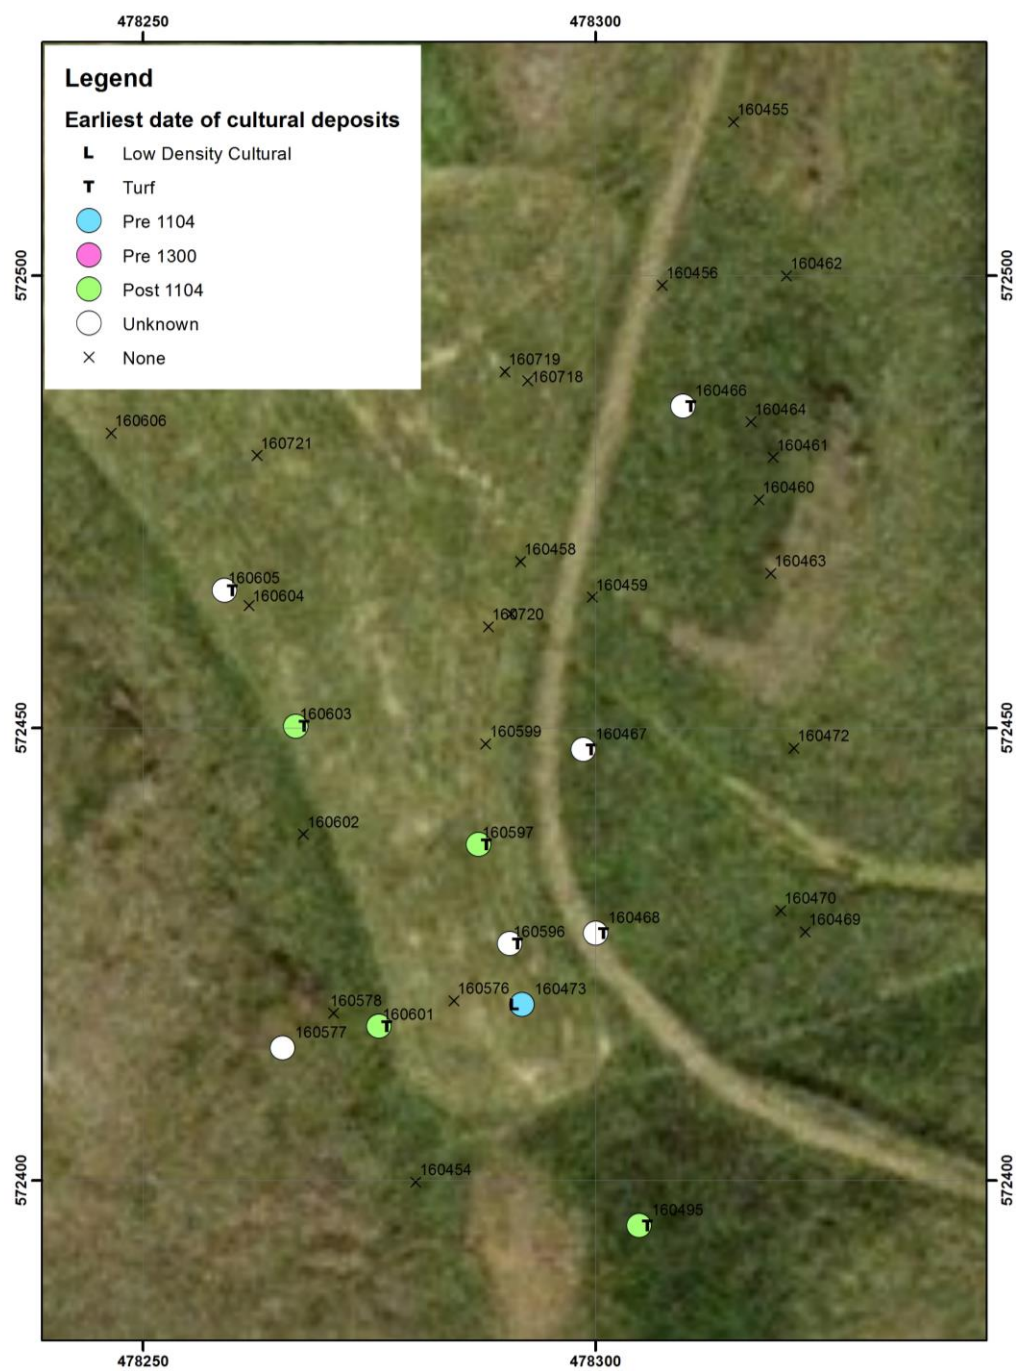 478250
478300
Legend
Earliest date of cultural deposits
L Low Density Cultural
T Turf
Pre 1104
Pre 1300
Post 1104
Unknown
None
160455
572500
160456
160462
572500
160719
160718
160466 T
160464
160606
160721
160461
160460
160458
160463
160605 T
160604
160459
160720
160603 T
572450
160599
160467 T
160472
572450
160602
160597 T
160470
160468 T
160469
160596 T
160576
160473 L
160578
160601 T
160577
160454
572400
572400
160495 T
478250
478300